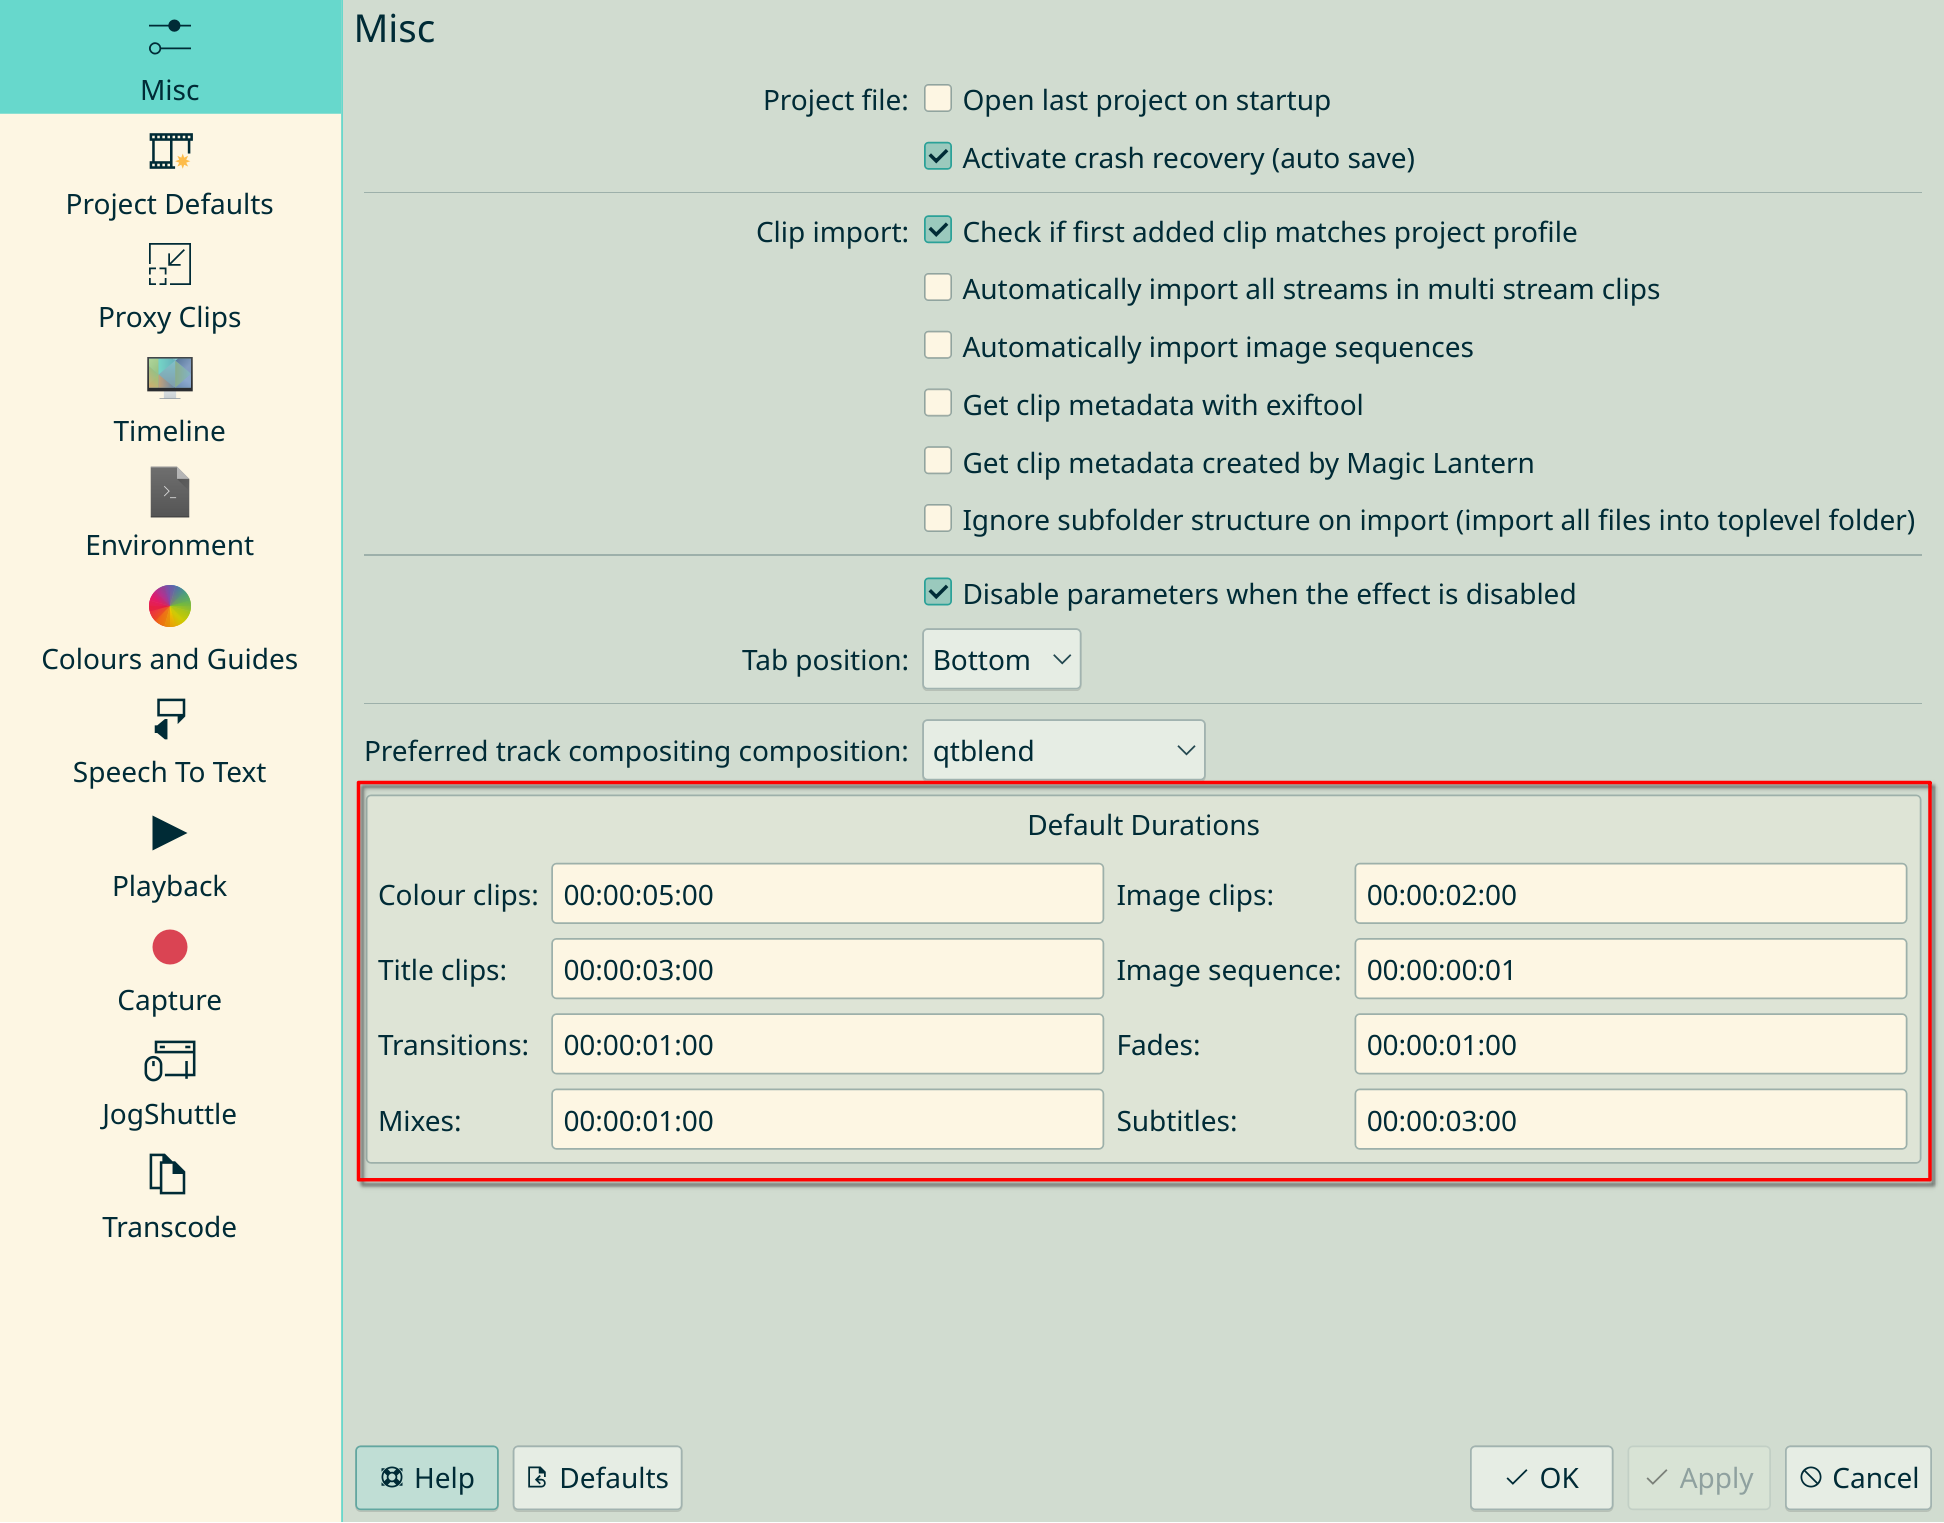 Misc
Project Defaults
Proxy Clips
Timeline
Environment
Colours and Guides
Speech To Text
Playback
Capture
JogShuttle
Transcode
Misc
Project file: Open last project on startup
Activate crash recovery (auto save)
Clip import: Check if first added clip matches project profile
Automatically import all streams in multi stream clips
Automatically import image sequences
Get clip metadata with exiftool
Get clip metadata created by Magic Lantern
Ignore subfolder structure on import (import all files into toplevel folder)
Disable parameters when the effect is disabled
Tab position: Bottom
Preferred track compositing composition: qtblend
Default Durations
Colour clips: 00:00:05:00 Image clips: 00:00:02:00
Title clips: 00:00:03:00 Image sequence: 00:00:00:01
Transitions: 00:00:01:00 Fades: 00:00:01:00
Mixes: 00:00:01:00 Subtitles: 00:00:03:00
Help Defaults OK Apply Cancel